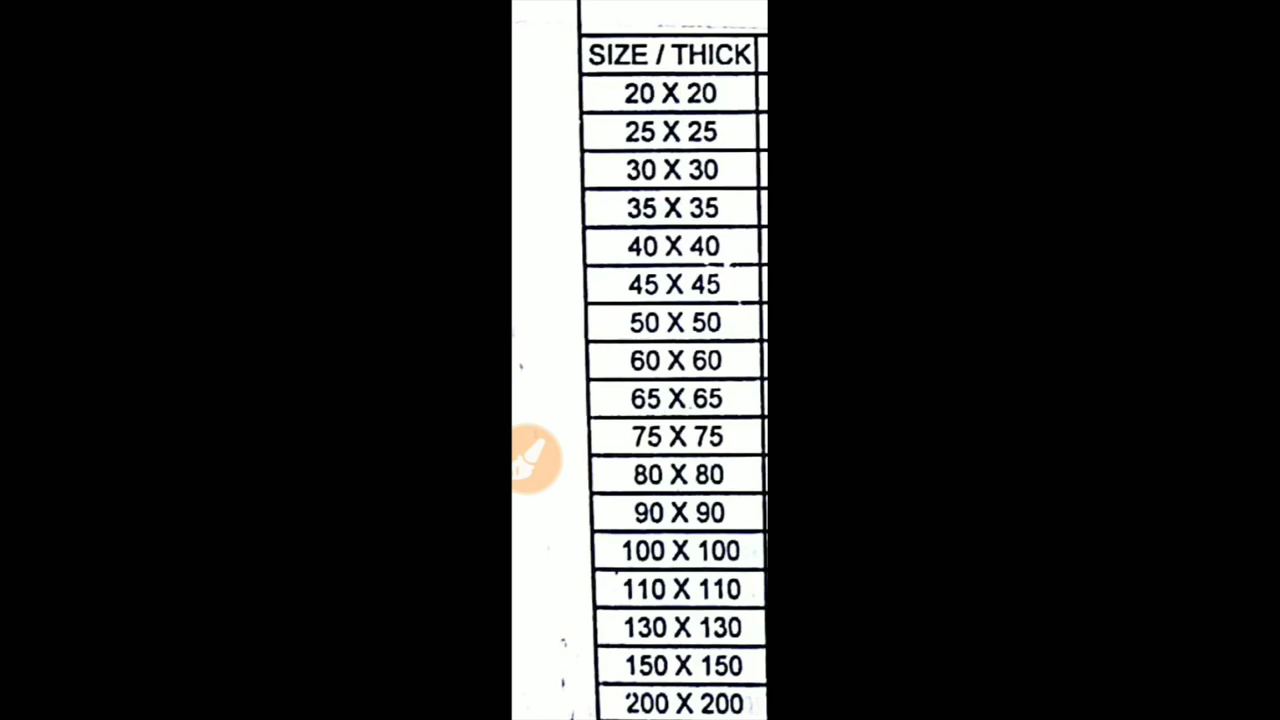 SIZE / THICK
20 X 20
25 X 25
30 X 30
35 X 35
40 X 40
45 X 45
50 X 50
60 X 60
65 X 65
75 X 75
80 X 80
90 X 90
100 X 100
110 X 110
130 X 130
150 X 150
200 X 200